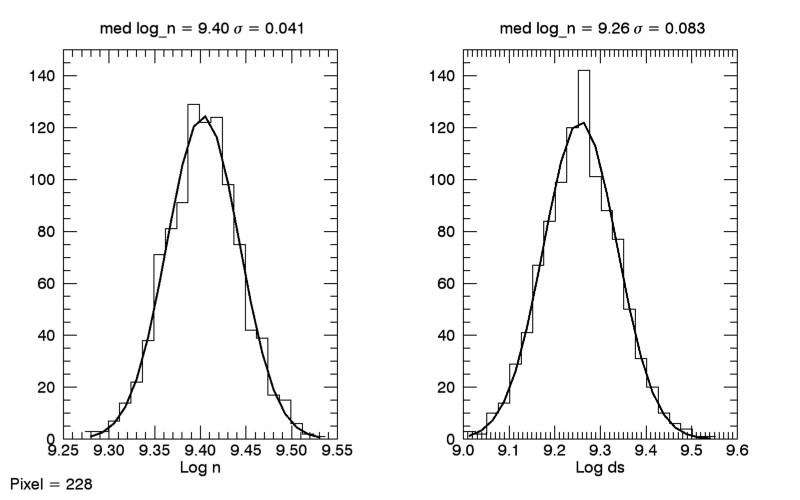 med log_n = 9.40 σ = 0.041
140
120
100
80
60
40
20
0
9.25 9.30 9.35 9.40 9.45 9.50 9.55
Log n
med log_n = 9.26 σ = 0.083
140
120
100
80
60
40
20
0
9.0 9.1 9.2 9.3 9.4 9.5 9.6
Log ds
Pixel = 228